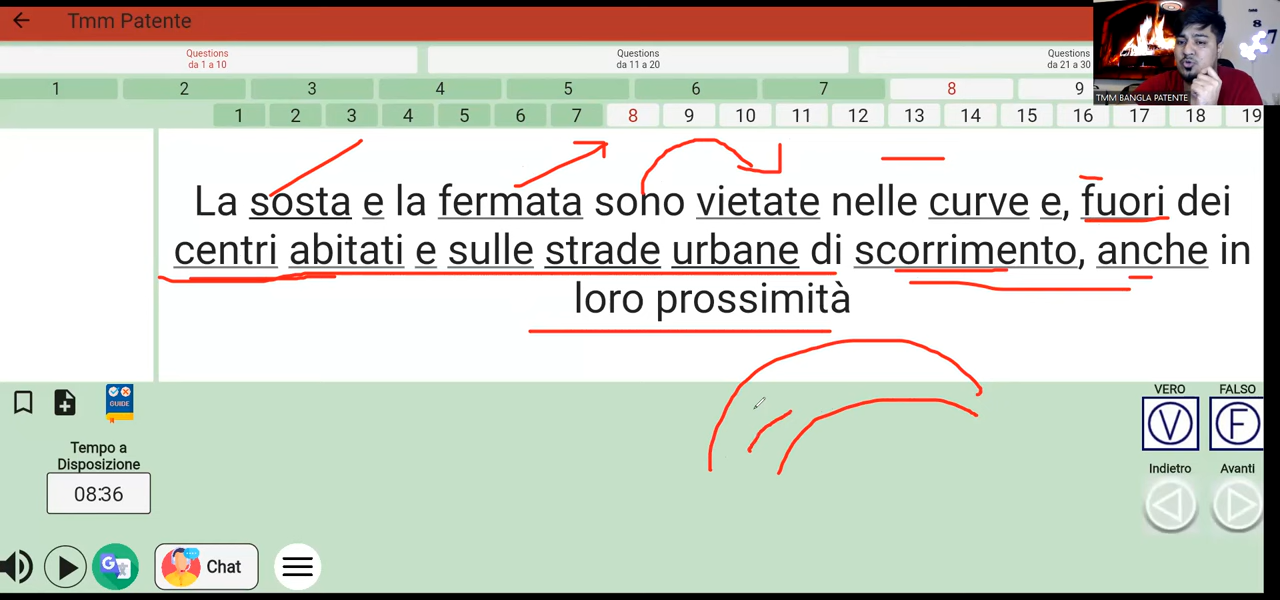 Tmm Patente
Questions
da 1 a 10
Questions
da 11 a 20
Questions
da 21 a 30
1 2 3 4 5 6 7 8 9
1 2 3 4 5 6 7 8 9 10 11 12 13 14 15 16 17 18 19
TMM BANGLA PATENTE
8
7
La sosta e la fermata sono vietate nelle curve e, fuori dei
centri abitati e sulle strade urbane di scorrimento, anche in
loro prossimità
GUIDE
VERO FALSO
V F
Tempo a
Disposizione
08:36
Indietro Avanti
G
Chat